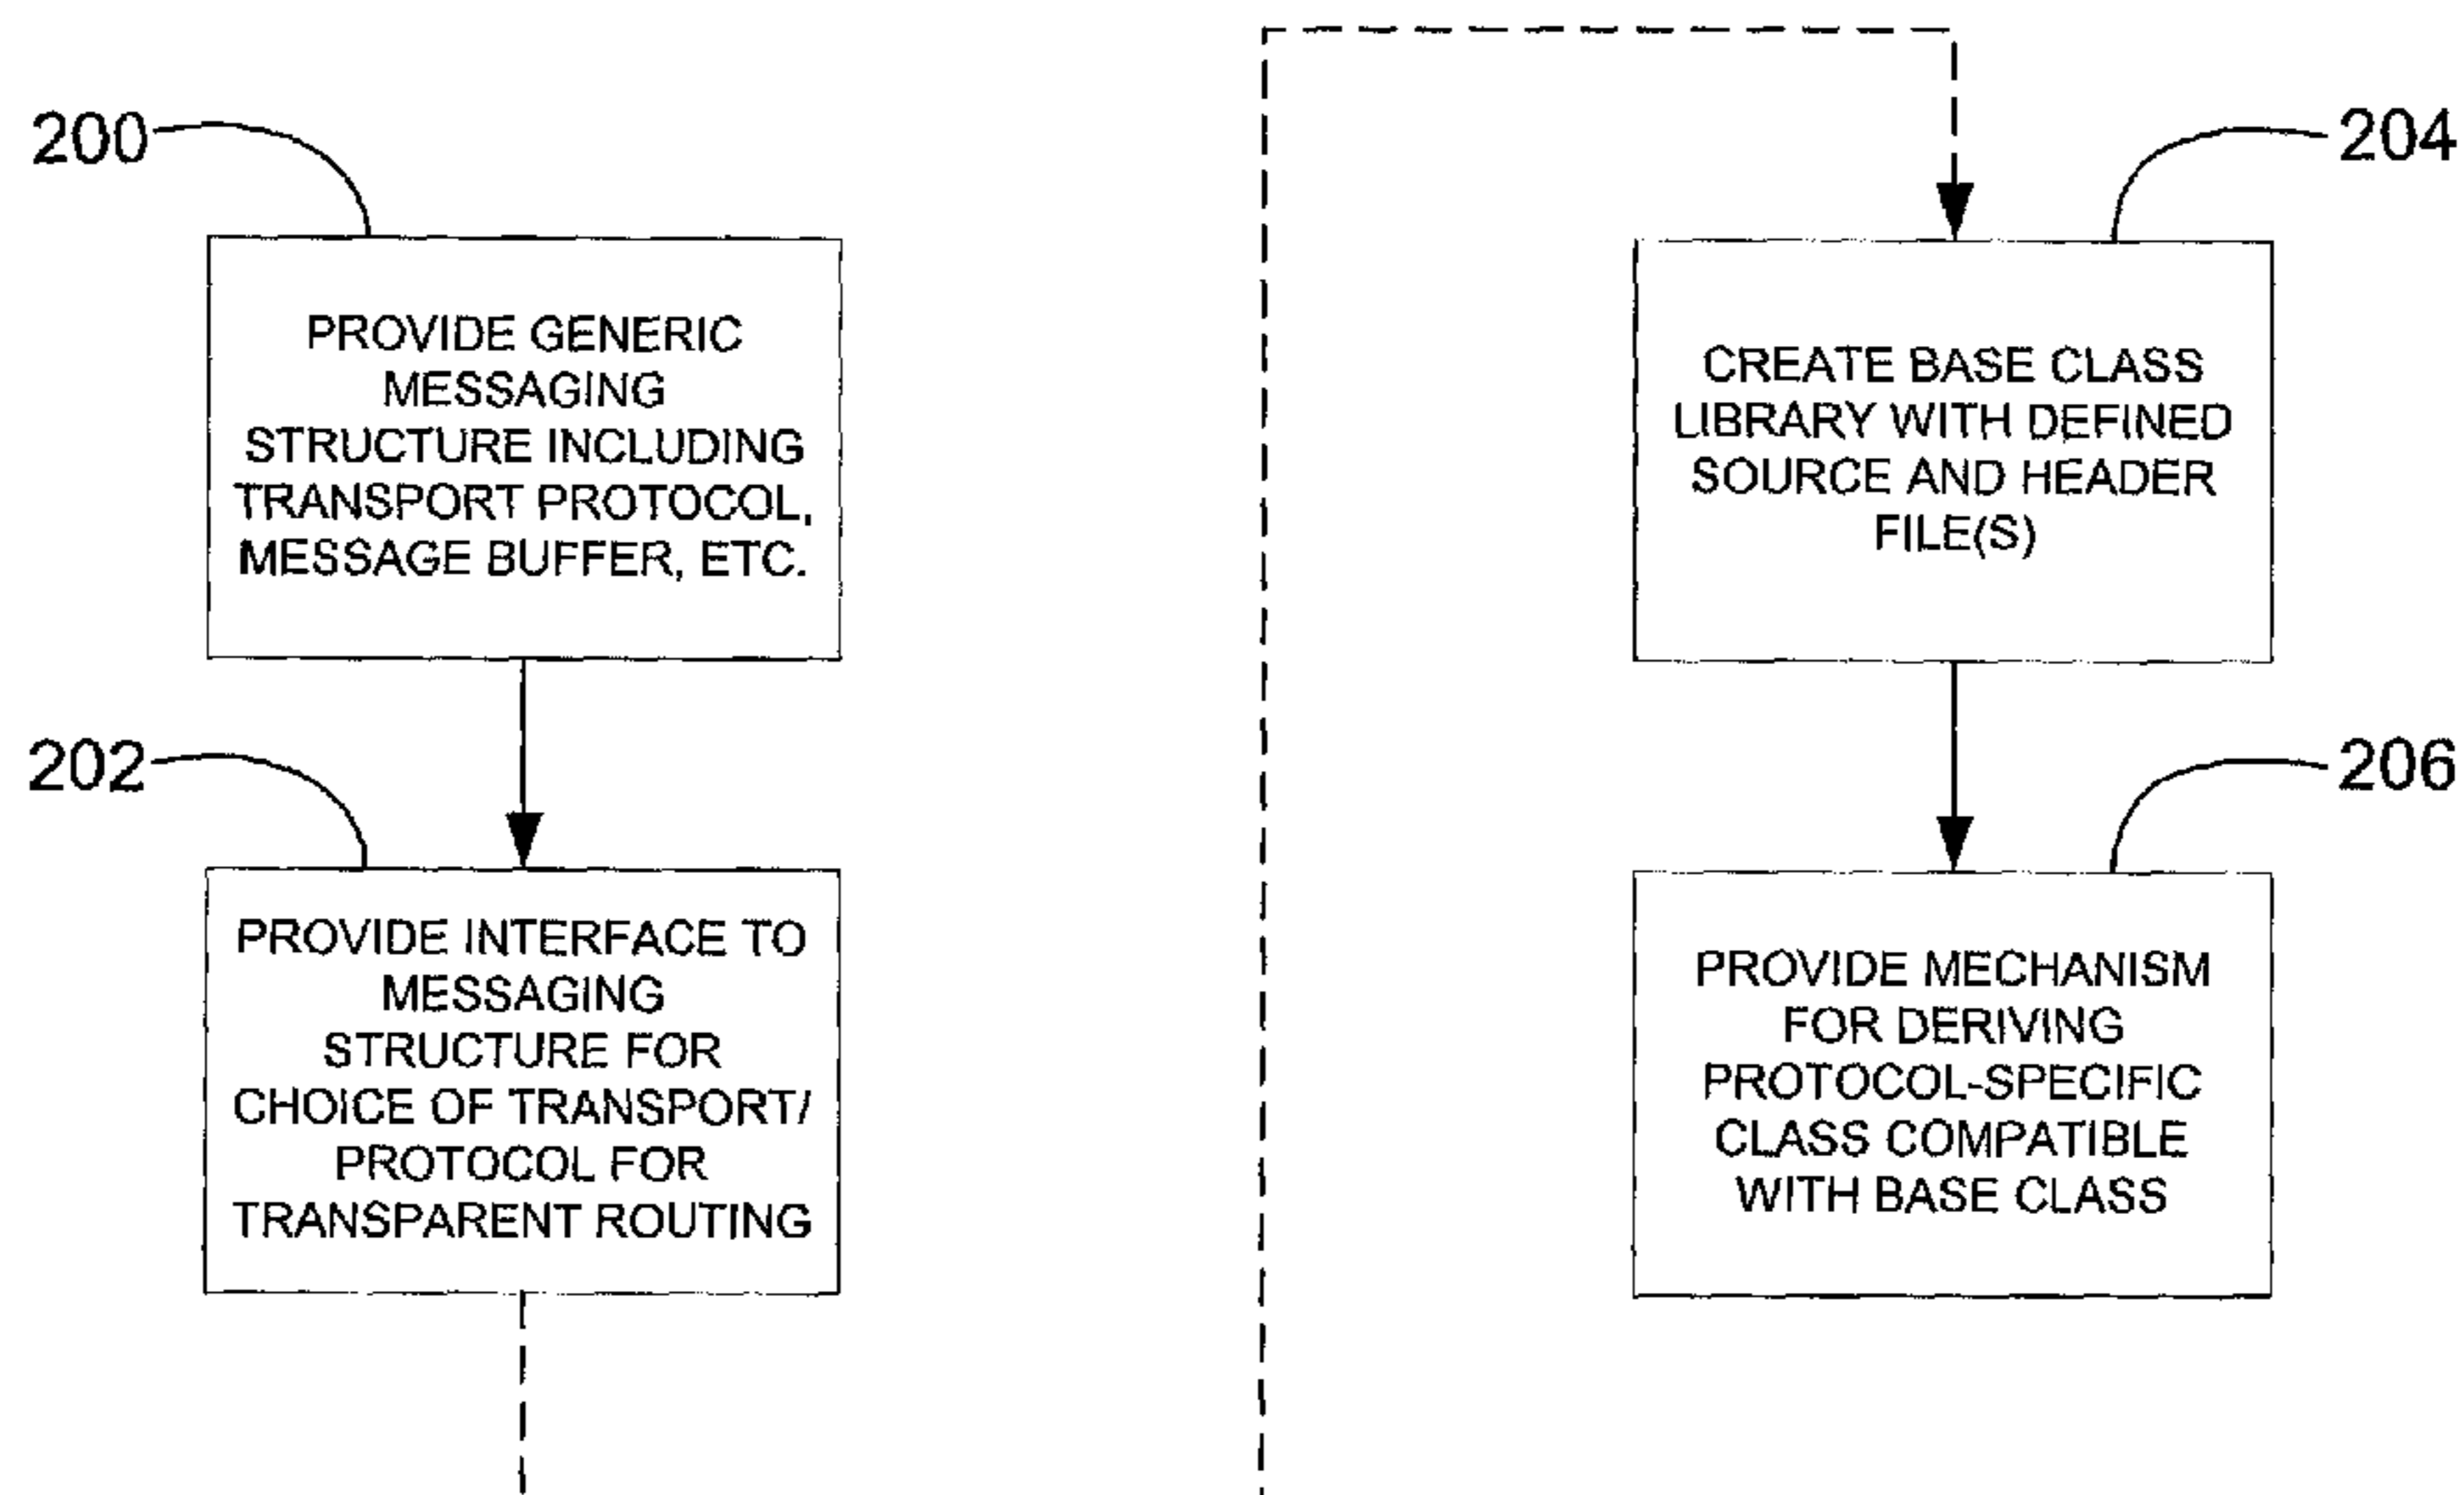 200
PROVIDE GENERIC
MESSAGING
STRUCTURE INCLUDING
TRANSPORT PROTOCOL,
MESSAGE BUFFER, ETC.
202
PROVIDE INTERFACE TO
MESSAGING
STRUCTURE FOR
CHOICE OF TRANSPORT/
PROTOCOL FOR
TRANSPARENT ROUTING
204
CREATE BASE CLASS
LIBRARY WITH DEFINED
SOURCE AND HEADER
FILE(S)
206
PROVIDE MECHANISM
FOR DERIVING
PROTOCOL-SPECIFIC
CLASS COMPATIBLE
WITH BASE CLASS